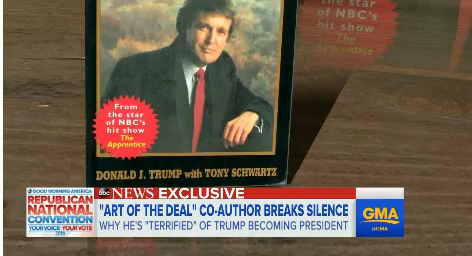 the star
of NBC's
hit show
The
Apprentice
From
the star
of NBC's
hit show
The
Apprentice
DONALD J. TRUMP with TONY SCHWARTZ
GOOD MORNING AMERICA
REPUBLICAN
NATIONAL
CONVENTION
YOUR VOICE YOUR VOTE
2016
abc NEWS EXCLUSIVE
"ART OF THE DEAL" CO-AUTHOR BREAKS SILENCE
WHY HE'S "TERRIFIED" OF TRUMP BECOMING PRESIDENT
GMA
@GMA